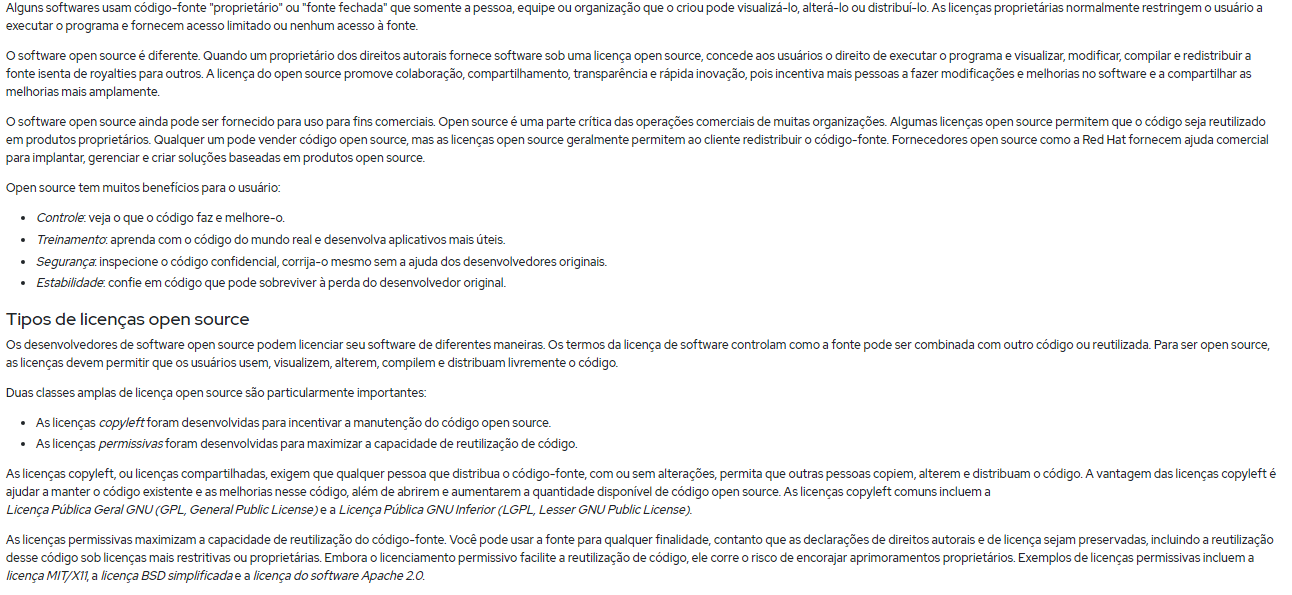 Alguns softwares usam código-fonte "proprietário" ou "fonte fechada" que somente a pessoa, equipe ou organização que o criou pode visualizá-lo, alterá-lo ou distribuí-lo. As licenças proprietárias normalmente restringem o usuário a
executar o programa e fornecem acesso limitado ou nenhum acesso à fonte.
O software open source é diferente. Quando um proprietário dos direitos autorais fornece software sob uma licença open source, concede aos usuários o direito de executar o programa e visualizar, modificar, compilar e redistribuir a
fonte isenta de royalties para outros. A licença do open source promove colaboração, compartilhamento, transparência e rápida inovação, pois incentiva mais pessoas a fazer modificações e melhorias no software e a compartilhar as
melhorias mais amplamente.
O software open source ainda pode ser fornecido para uso para fins comerciais. Open source é uma parte crítica das operações comerciais de muitas organizações. Algumas licenças open source permitem que o código seja reutilizado
em produtos proprietários. Qualquer um pode vender código open source, mas as licenças open source geralmente permitem ao cliente redistribuir o código-fonte. Fornecedores open source como a Red Hat fornecem ajuda comercial
para implantar, gerenciar e criar soluções baseadas em produtos open source.
Open source tem muitos benefícios para o usuário:
• Controle: veja o que o código faz e melhore-o.
• Treinamento: aprenda com o código do mundo real e desenvolva aplicativos mais úteis.
• Segurança: inspecione o código confidencial, corrija-o mesmo sem a ajuda dos desenvolvedores originais.
• Estabilidade: confie em código que pode sobreviver à perda do desenvolvedor original.
Tipos de licenças open source
Os desenvolvedores de software open source podem licenciar seu software de diferentes maneiras. Os termos da licença de software controlam como a fonte pode ser combinada com outro código ou reutilizada. Para ser open source,
as licenças devem permitir que os usuários usem, visualizem, alterem, compilem e distribuam livremente o código.
Duas classes amplas de licença open source são particularmente importantes:
• As licenças copyleft foram desenvolvidas para incentivar a manutenção do código open source.
• As licenças permissivas foram desenvolvidas para maximizar a capacidade de reutilização de código.
As licenças copyleft, ou licenças compartilhadas, exigem que qualquer pessoa que distribua o código-fonte, com ou sem alterações, permita que outras pessoas copiem, alterem e distribuam o código. A vantagem das licenças copyleft é
ajudar a manter o código existente e as melhorias nesse código, além de abrirem e aumentarem a quantidade disponível de código open source. As licenças copyleft comuns incluem a
Licença Pública Geral GNU (GPL, General Public License) e a Licença Pública GNU Inferior (LGPL, Lesser GNU Public License).
As licenças permissivas maximizam a capacidade de reutilização do código-fonte. Você pode usar a fonte para qualquer finalidade, contanto que as declarações de direitos autorais e de licença sejam preservadas, incluindo a reutilização
desse código sob licenças mais restritivas ou proprietárias. Embora o licenciamento permissivo facilite a reutilização de código, ele corre o risco de encorajar aprimoramentos proprietários. Exemplos de licenças permissivas incluem a
licença MIT/X11, a licença BSD simplificada e a licença do software Apache 2.0.